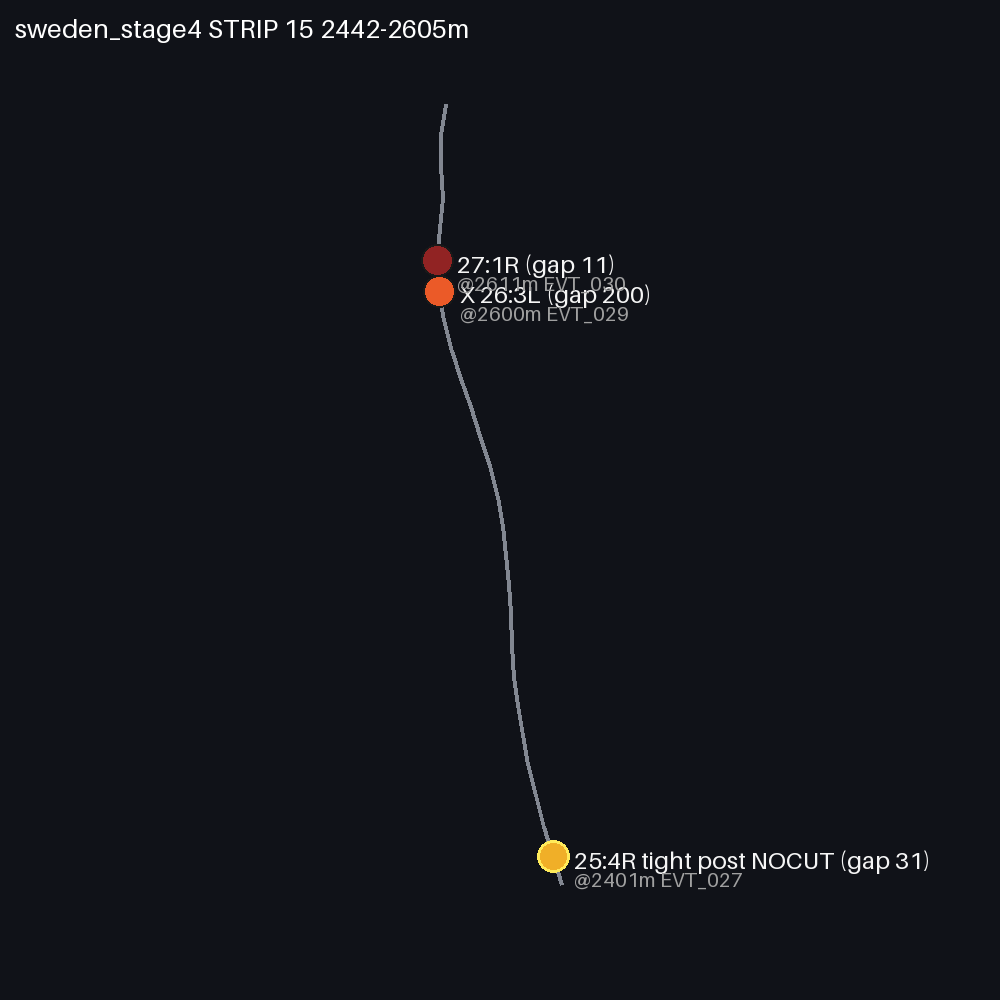 sweden_stage4 STRIP 15 2442-2605m
27:1R (gap 11)
@2611m EVT_030
X 26:3L (gap 200)
@2600m EVT_029
25:4R tight post NOCUT (gap 31)
@2401m EVT_027